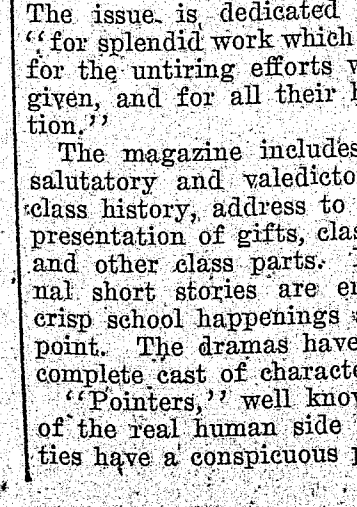 The issue is dedicated
"for splendid work which
for the untiring efforts
given, and for all their
tion."
The magazine includes
salutatory and valedicto
class history, address to
presentation of gifts, clas
and other class parts.
nal short stories are en
crisp school happenings
point. The dramas have
complete cast of characte
"Pointers," well know
of the real human side
ties have a conspicuous